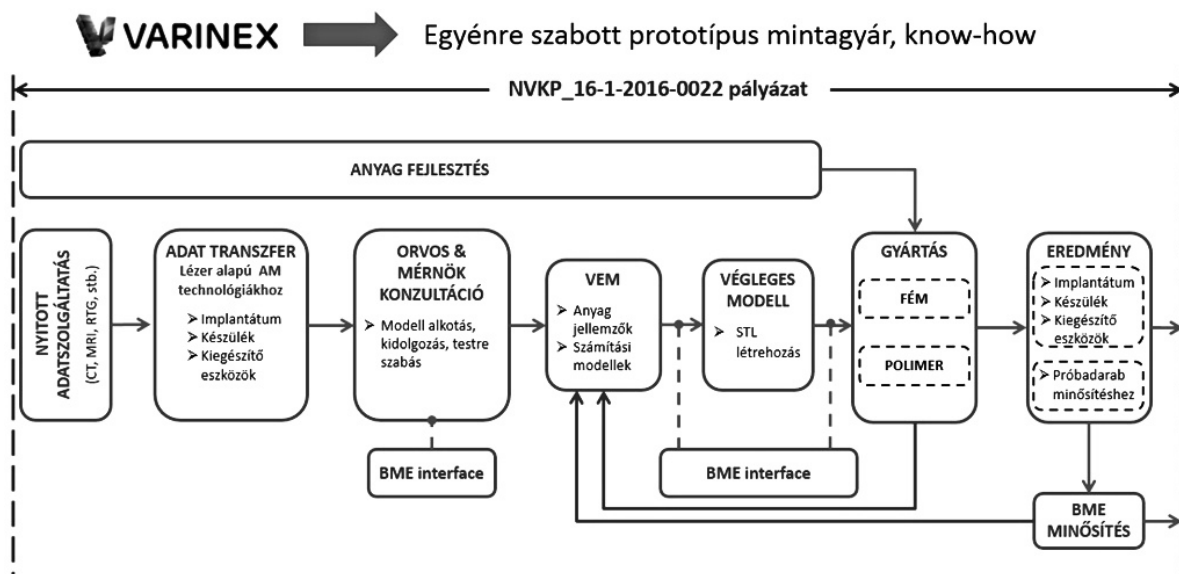 VARINEX
Egyénre szabott prototípus mintagyár, know-how
NVKP_16-1-2016-0022 pályázat
ANYAG FEJLESZTÉS
NYITOTT
ADATSZOLGÁLTATÁS
(CT, MRI, RTG, stb.)
ADAT TRANSZFER
Lézer alapú AM
technológiákhoz
➢ Implantátum
➢ Készülék
➢ Kiegészítő
eszközök
ORVOS &
MÉRNÖK
KONZULTÁCIÓ
➢ Modell alkotás,
kidolgozás, testre
szabás
BME interface
VEM
➢ Anyag
jellemzők
➢ Számítási
modellek
VÉGLEGES
MODELL
➢ STL
létrehozás
BME interface
GYÁRTÁS
FÉM
POLIMER
EREDMÉNY
➢ Implantátum
➢ Készülék
➢ Kiegészítő
eszközök
➢ Próbadarab
minősítéshez
BME
MINŐSÍTÉS